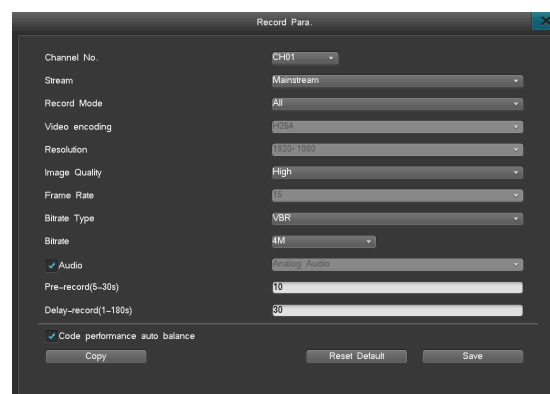 Record Para.
Channel No. CH01
Stream Mainstream
Record Mode All
Video encoding H264
Resolution 1920-1080
Image Quality High
Frame Rate 15
Bitrate Type VBR
Bitrate 4M
Audio Analog Audio
Pre-record(5-30s) 10
Delay-record(1-180s) 30
Code performance auto balance
Copy Reset Default Save